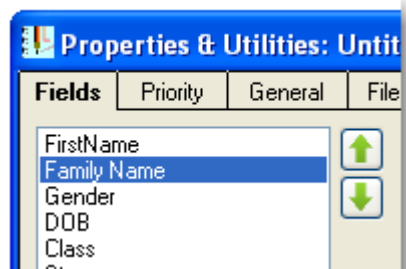 Properties & Utilities: Untit
Fields Priority General File
FirstName
Family Name
Gender
DOB
Class